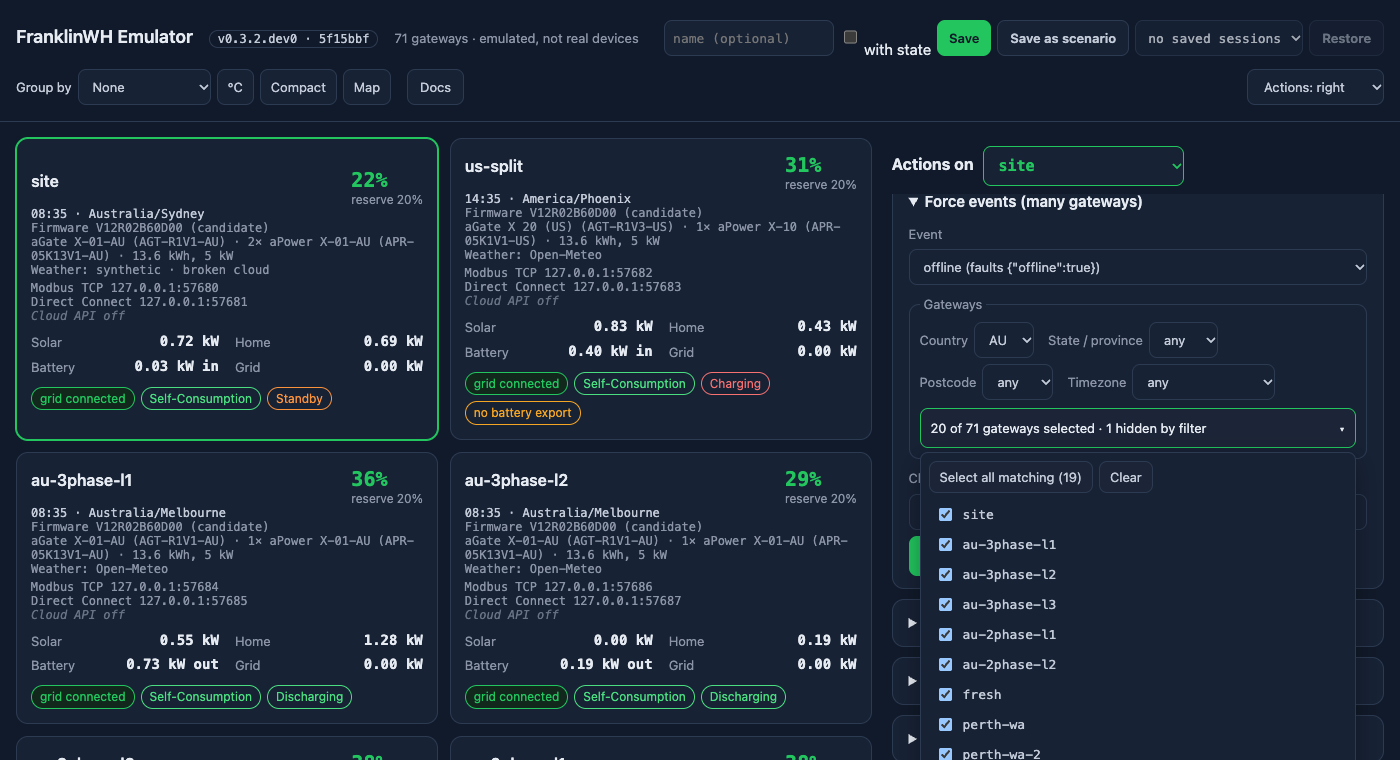 FranklinWH Emulator v0.3.2.dev0 · 5f15bbf 71 gateways · emulated, not real devices name (optional) with state Save Save as scenario no saved sessions Restore
Group by None °C Compact Map Docs Actions: right
site 22%
reserve 20%
08:35 · Australia/Sydney
Firmware V12R02B60D00 (candidate)
aGate X-01-AU (AGT-R1V1-AU) · 2× aPower X-01-AU (APR-
05K13V1-AU) · 13.6 kWh, 5 kW
Weather: synthetic · broken cloud
Modbus TCP 127.0.0.1:57680
Direct Connect 127.0.0.1:57681
Cloud API off
Solar 0.72 kW Home 0.69 kW
Battery 0.03 kW in Grid 0.00 kW
grid connected Self-Consumption Standby
us-split 31%
reserve 20%
14:35 · America/Phoenix
Firmware V12R02B60D00 (candidate)
aGate X 20 (US) (AGT-R1V3-US) · 1× aPower X-10 (APR-
05K1V1-US) · 13.6 kWh, 5 kW
Weather: Open-Meteo
Modbus TCP 127.0.0.1:57682
Direct Connect 127.0.0.1:57683
Cloud API off
Solar 0.83 kW Home 0.43 kW
Battery 0.40 kW in Grid 0.00 kW
grid connected Self-Consumption Charging
no battery export
au-3phase-l1 36%
reserve 20%
08:35 · Australia/Melbourne
Firmware V12R02B60D00 (candidate)
aGate X-01-AU (AGT-R1V1-AU) · 1× aPower X-01-AU (APR-
05K13V1-AU) · 13.6 kWh, 5 kW
Weather: Open-Meteo
Modbus TCP 127.0.0.1:57684
Direct Connect 127.0.0.1:57685
Cloud API off
Solar 0.55 kW Home 1.28 kW
Battery 0.73 kW out Grid 0.00 kW
grid connected Self-Consumption Discharging
au-3phase-l2 29%
reserve 20%
08:35 · Australia/Melbourne
Firmware V12R02B60D00 (candidate)
aGate X-01-AU (AGT-R1V1-AU) · 1× aPower X-01-AU (APR-
05K13V1-AU) · 13.6 kWh, 5 kW
Weather: Open-Meteo
Modbus TCP 127.0.0.1:57686
Direct Connect 127.0.0.1:57687
Cloud API off
Solar 0.00 kW Home 0.19 kW
Battery 0.19 kW out Grid 0.00 kW
grid connected Self-Consumption Discharging
Actions on site
Force events (many gateways)
Event
offline (faults {"offline":true})
Gateways
Country AU State / province any
Postcode any Timezone any
20 of 71 gateways selected · 1 hidden by filter
Select all matching (19) Clear
site
au-3phase-l1
au-3phase-l2
au-3phase-l3
au-2phase-l1
au-2phase-l2
fresh
perth-wa
perth-wa-2